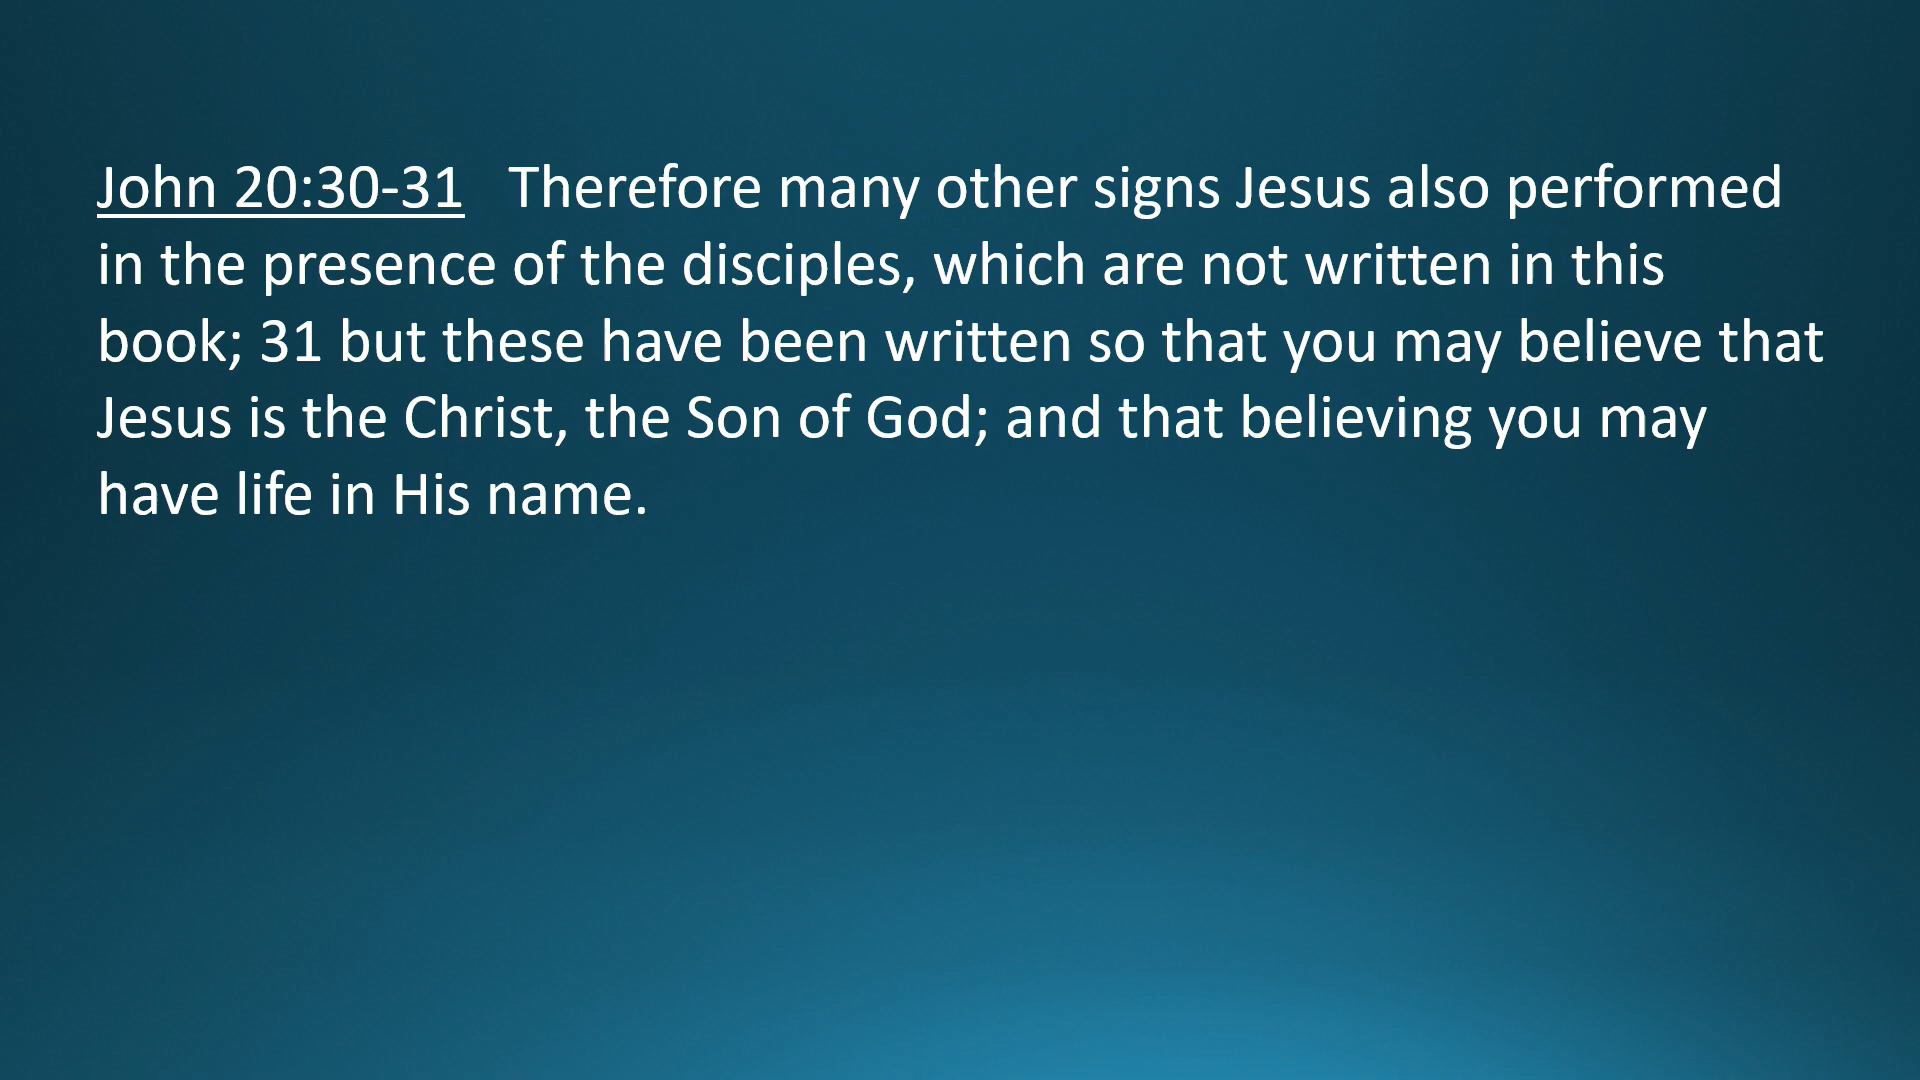 John 20:30-31   Therefore many other signs Jesus also performed
in the presence of the disciples, which are not written in this
book; 31 but these have been written so that you may believe that
Jesus is the Christ, the Son of God; and that believing you may
have life in His name.